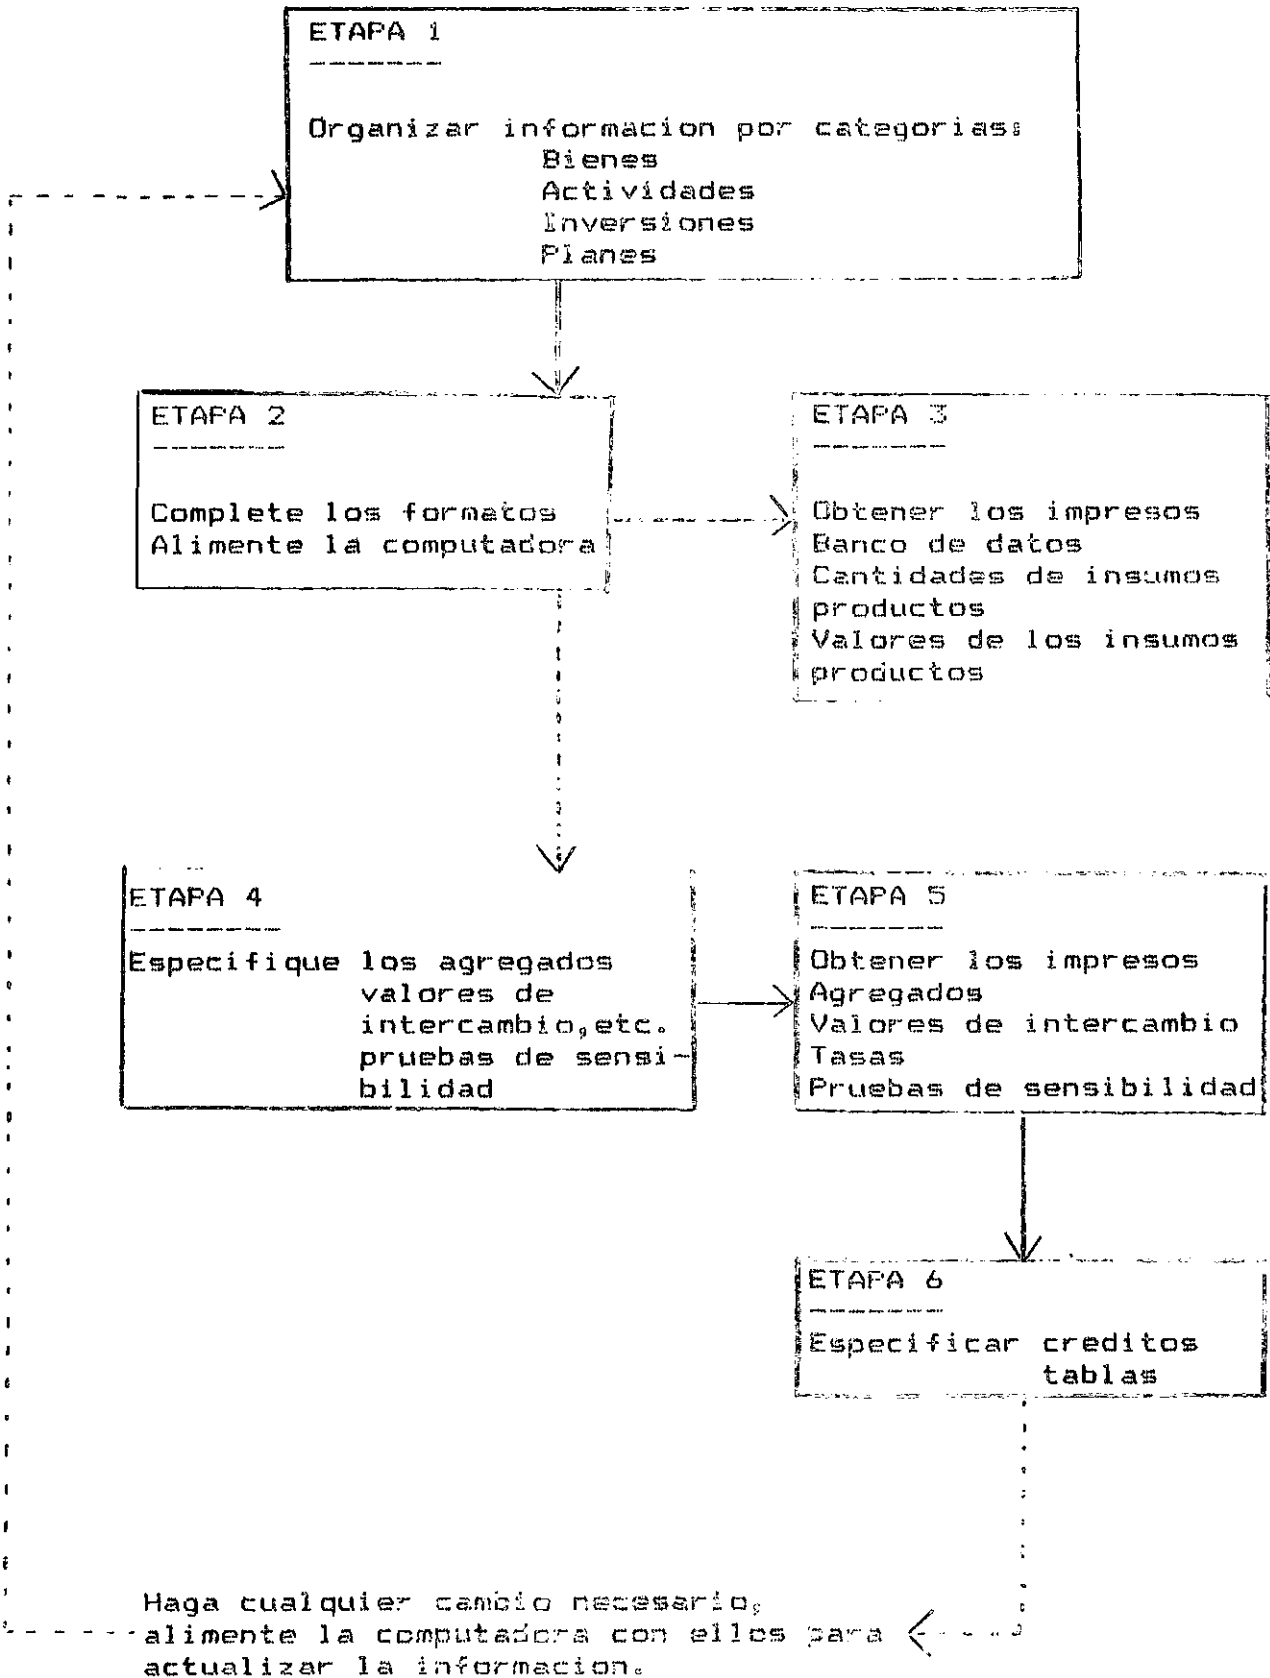 ETAPA 1
Organizar informacion por categorias:
Bienes
Actividades
Inversiones
Planes
ETAPA 2
Complete los formatos
Alimente la computadora
ETAPA 3
Obtener los impresos
Banco de datos
Cantidades de insumos
productos
Valores de los insumos
productos
ETAPA 4
Especifique los agregados
valores de
intercambio,etc.
pruebas de sensi-
bilidad
ETAPA 5
Obtener los impresos
Agregados
Valores de intercambio
Tasas
Pruebas de sensibilidad
ETAPA 6
Especificar creditos
tablas
Haga cualquier cambio necesario,
alimente la computadora con ellos para
actualizar la informacion.